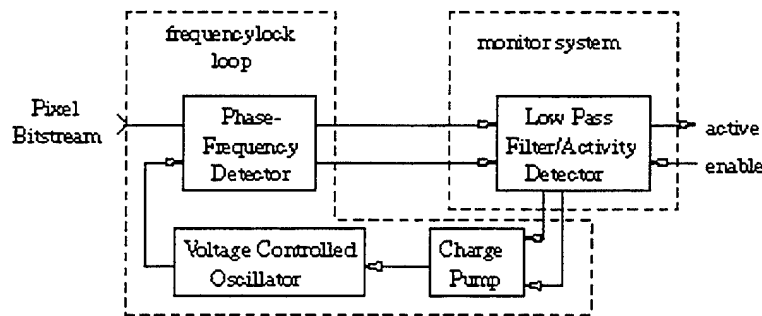 frequencylock
loop
monitor system
Pixel
Bitstream
Phase-
Frequency
Detector
Low Pass
Filter/Activity
Detector
active
enable
Voltage Controlled
Oscillator
Charge
Pump